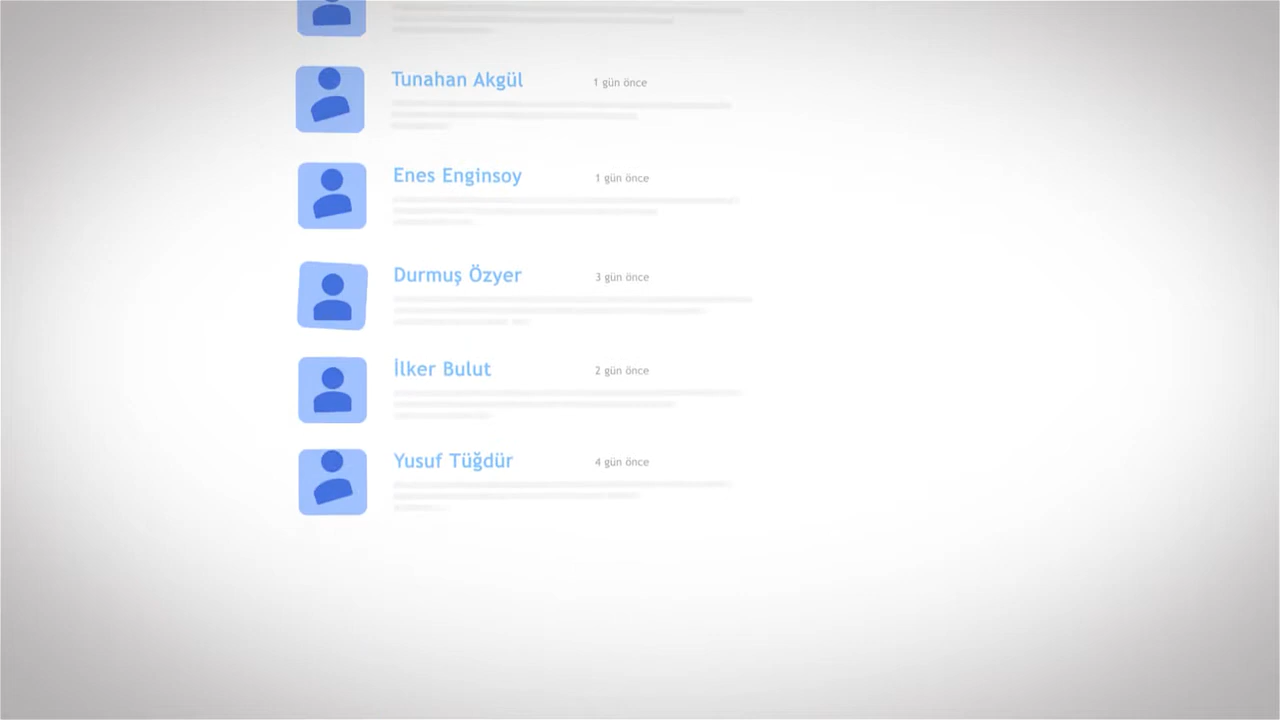 Tunahan Akgül 1 gün önce
Enes Enginsoy 1 gün önce
Durmuş Özyer 3 gün önce
İlker Bulut 2 gün önce
Yusuf Tüğdür 4 gün önce